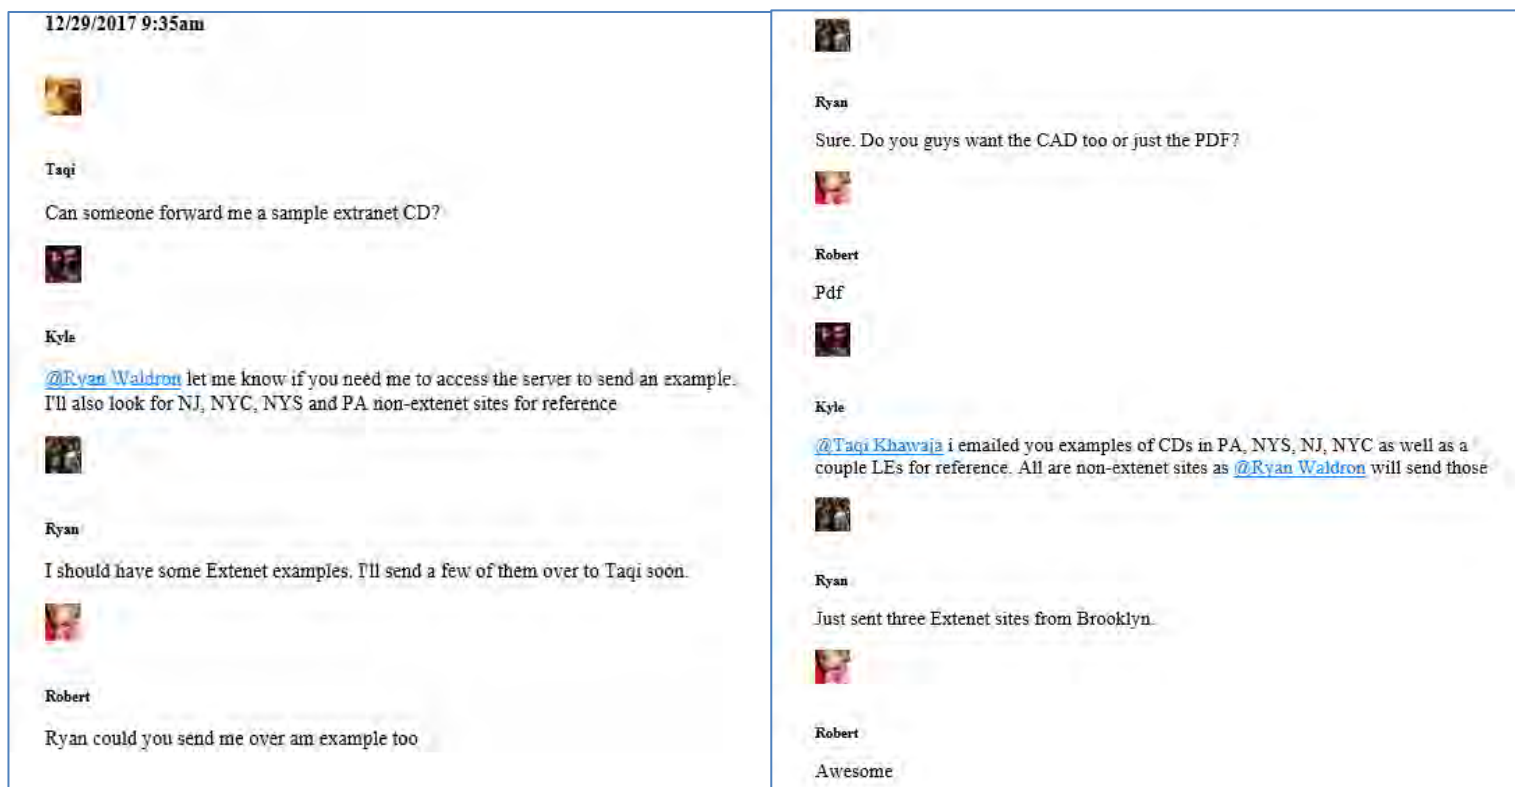 12/29/2017 9:35am
Taqi
Can someone forward me a sample extranet CD?
Kyle
@Ryan Waldron let me know if you need me to access the server to send an example.
I'll also look for NJ, NYC, NYS and PA non-extenet sites for reference
Ryan
I should have some Extenet examples. I'll send a few of them over to Taqi soon.
Robert
Ryan could you send me over am example too
Ryan
Sure. Do you guys want the CAD too or just the PDF?
Robert
Pdf
Kyle
@Taqi Khawaja i emailed you examples of CDs in PA, NYS, NJ, NYC as well as a
couple LEs for reference. All are non-extenet sites as @Ryan Waldron will send those
Ryan
Just sent three Extenet sites from Brooklyn.
Robert
Awesome